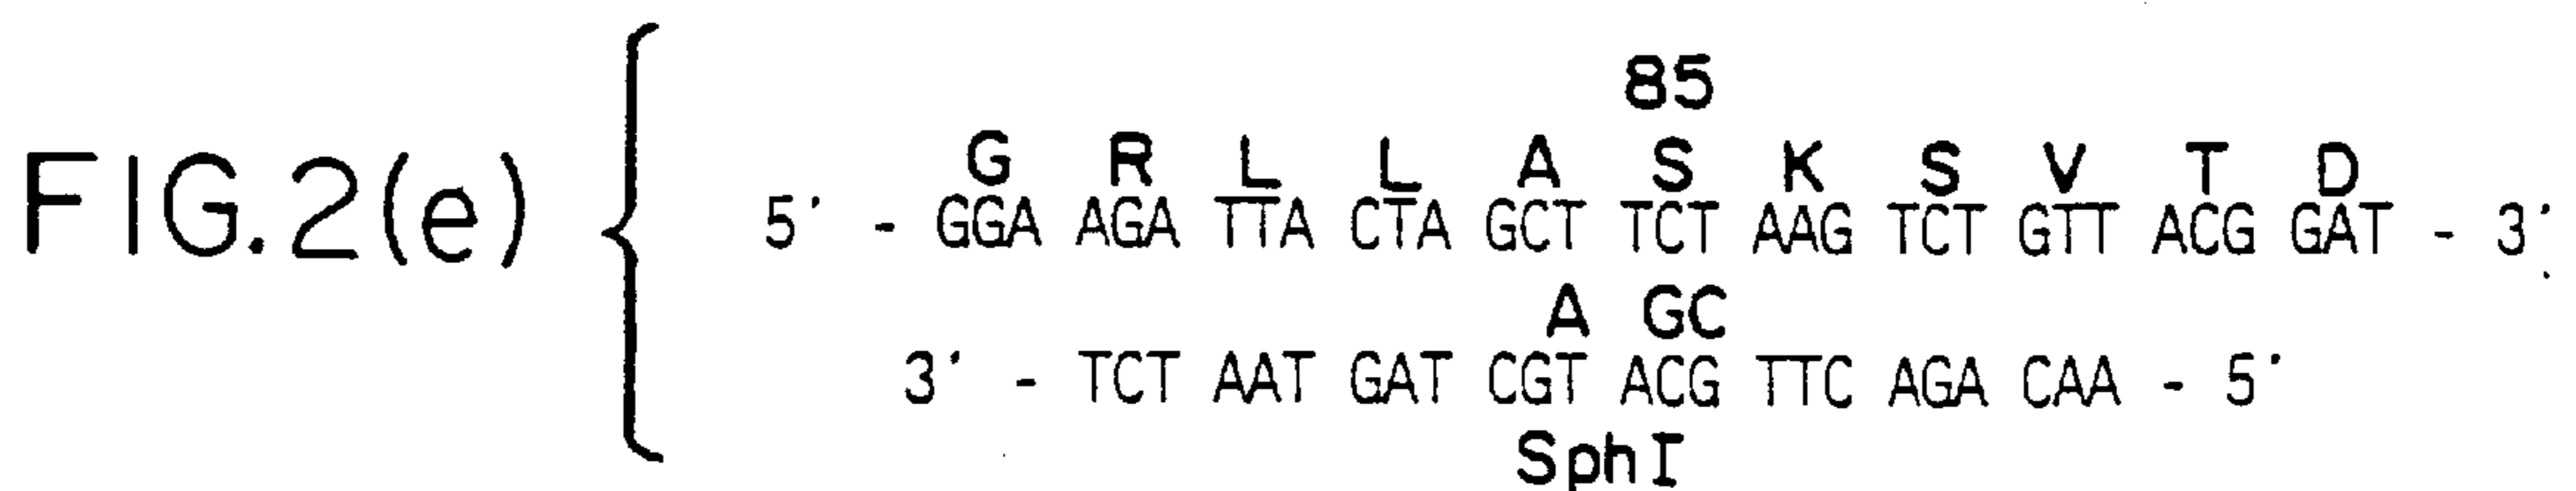 FIG. 2(e)
85
G R L L A S K S V T D
5' - GGA AGA TTA CTA GCT TCT AAG TCT GTT ACG GAT - 3'
A GC
3' - TCT AAT GAT CGT ACG TTC AGA CAA - 5'
SphI